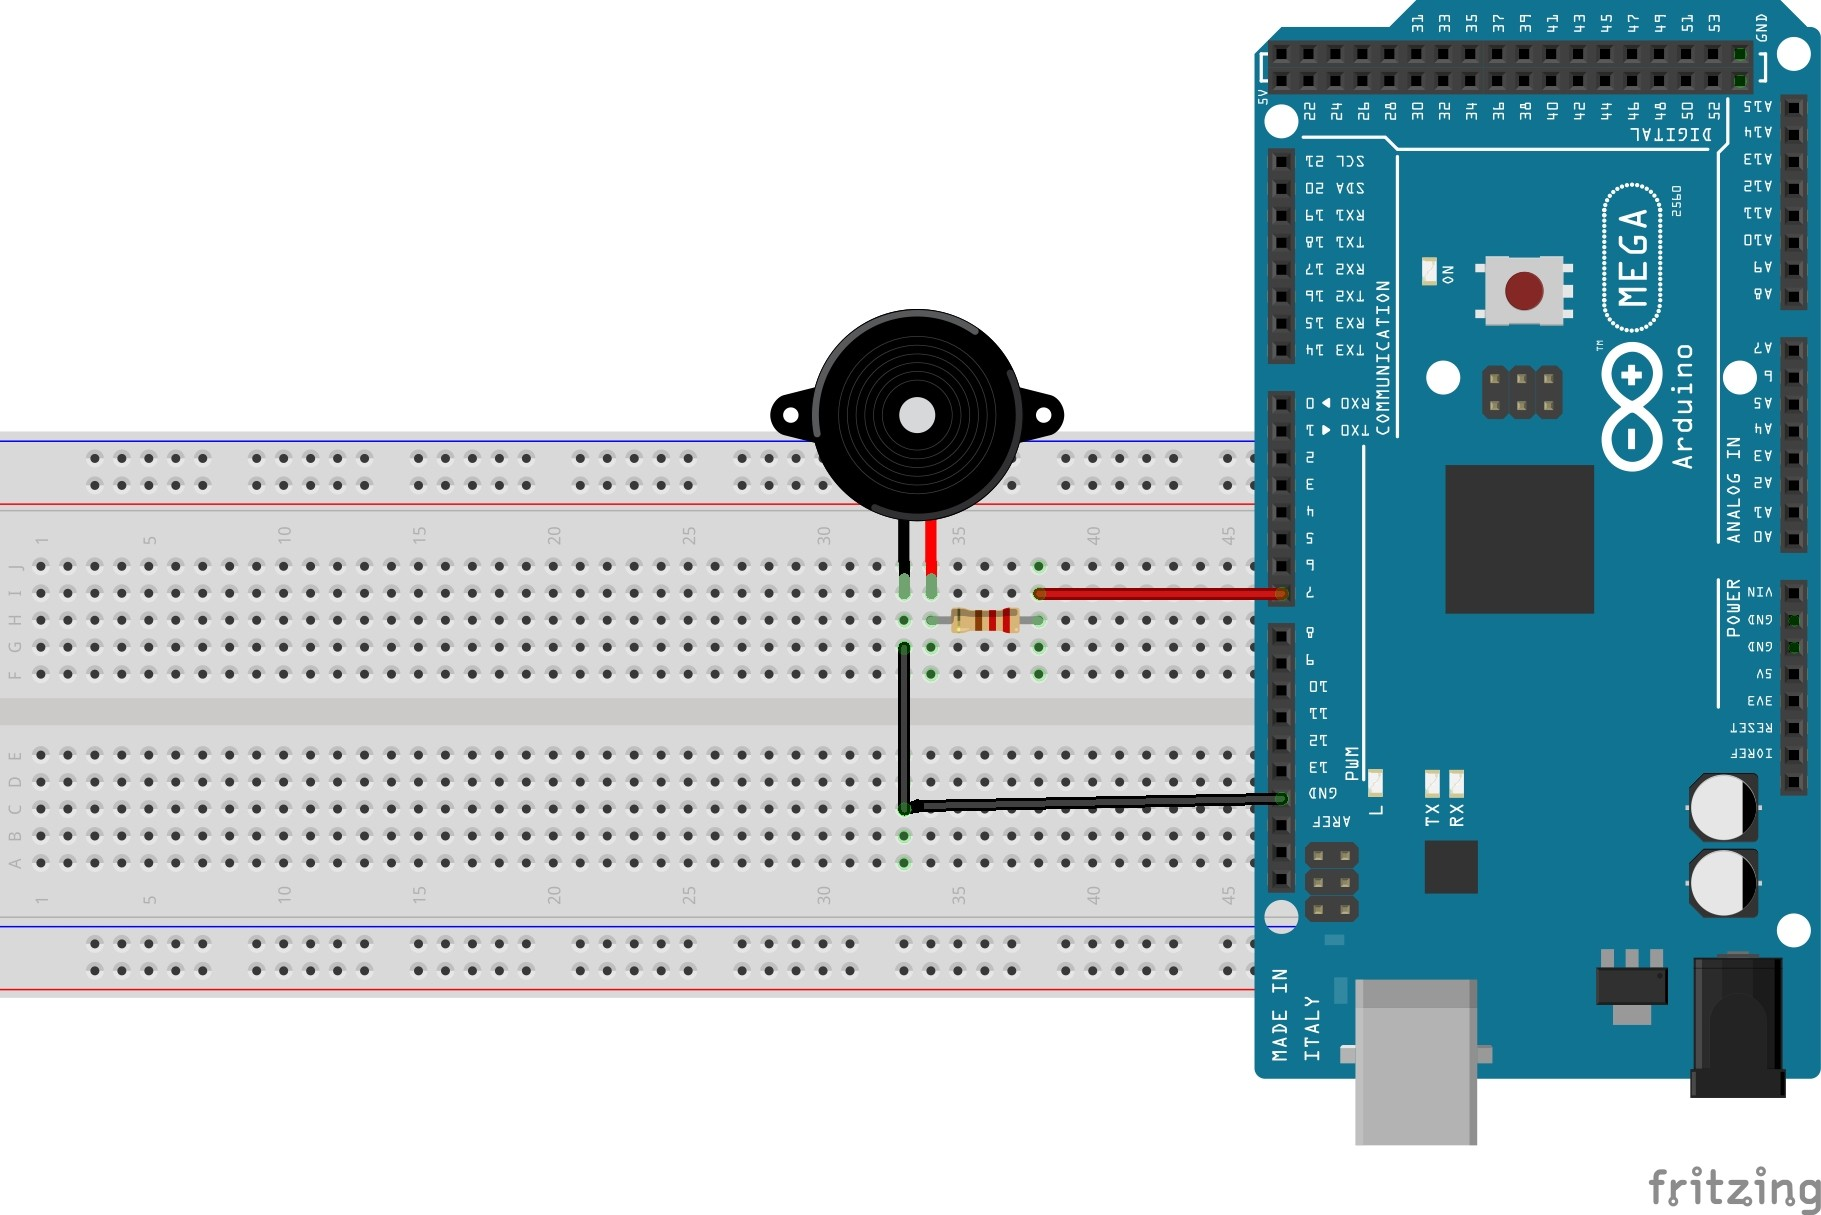 31 33 35 37 39 41 43 45 47 49 51 53 GND
5V 22 24 26 28 30 32 34 36 38 40 42 44 46 48 50 52
DIGITAL
A15
A14
A13
A12
A11
A10
A9
A8
SCL 21
SDA 20
RX1 19
TX1 18
RX2 17
TX2 16
RX3 15
TX3 14
COMMUNICATION
ON
MEGA
2560
TM
Arduino
RX0 ◀ 0
TX0 ▶ 1
2
3
4
5
6
7
8
9
10
11
12
13
GND
AREF
PWM
L
TX
RX
A7
6
A5
A4
A3
A2
A1
A0
ANALOG IN
POWER
VIN
GND
GND
5V
3V3
RESET
IOREF
1 5 10 15 20 25 30 35 40 45
J
I
H
G
F
E
D
C
B
A
1 5 10 15 20 25 30 35 40 45
MADE IN
ITALY
fritzing